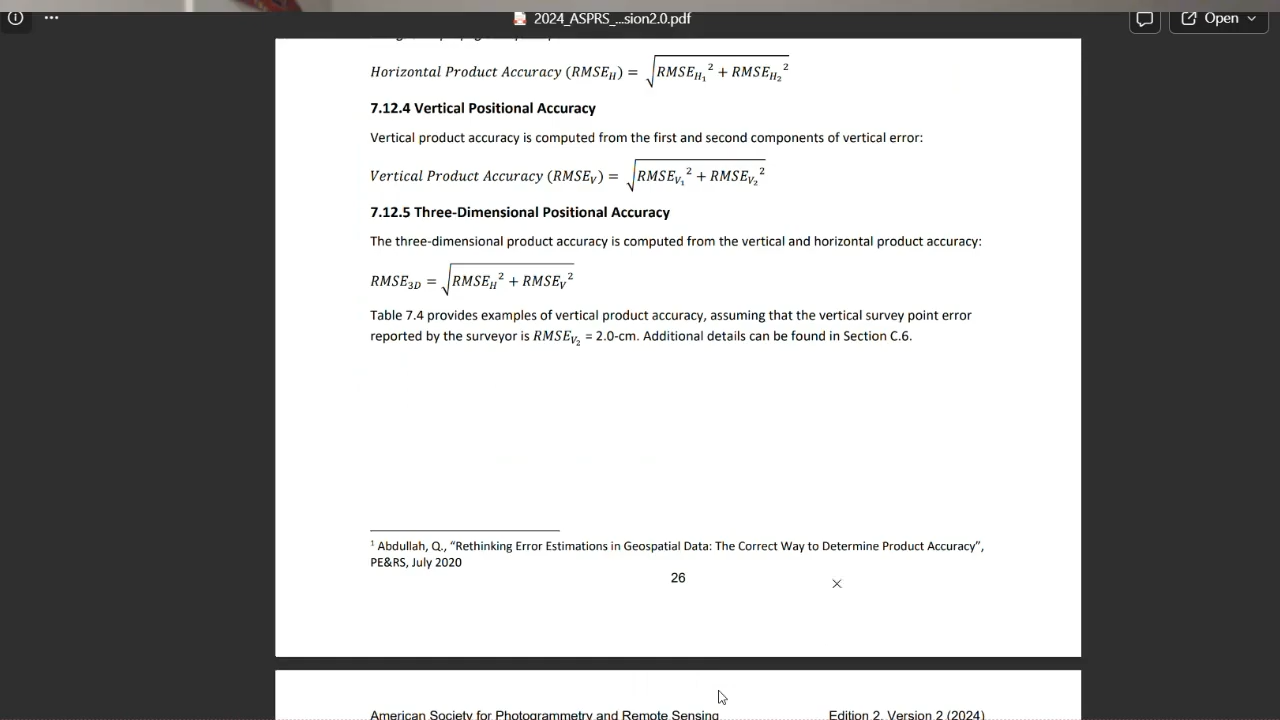 2024_ASPRS_...sion2.0.pdf
Open
Horizontal Product Accuracy (RMSE_H) = √(RMSE_H₁² + RMSE_H₂²)
7.12.4 Vertical Positional Accuracy
Vertical product accuracy is computed from the first and second components of vertical error:
Vertical Product Accuracy (RMSE_V) = √(RMSE_V₁² + RMSE_V₂²)
7.12.5 Three-Dimensional Positional Accuracy
The three-dimensional product accuracy is computed from the vertical and horizontal product accuracy:
RMSE_3D = √(RMSE_H² + RMSE_V²)
Table 7.4 provides examples of vertical product accuracy, assuming that the vertical survey point error
reported by the surveyor is RMSE_V₂ = 2.0-cm. Additional details can be found in Section C.6.
¹ Abdullah, Q., “Rethinking Error Estimations in Geospatial Data: The Correct Way to Determine Product Accuracy”,
PE&RS, July 2020
26
American Society for Photogrammetry and Remote Sensing Edition 2, Version 2 (2024)